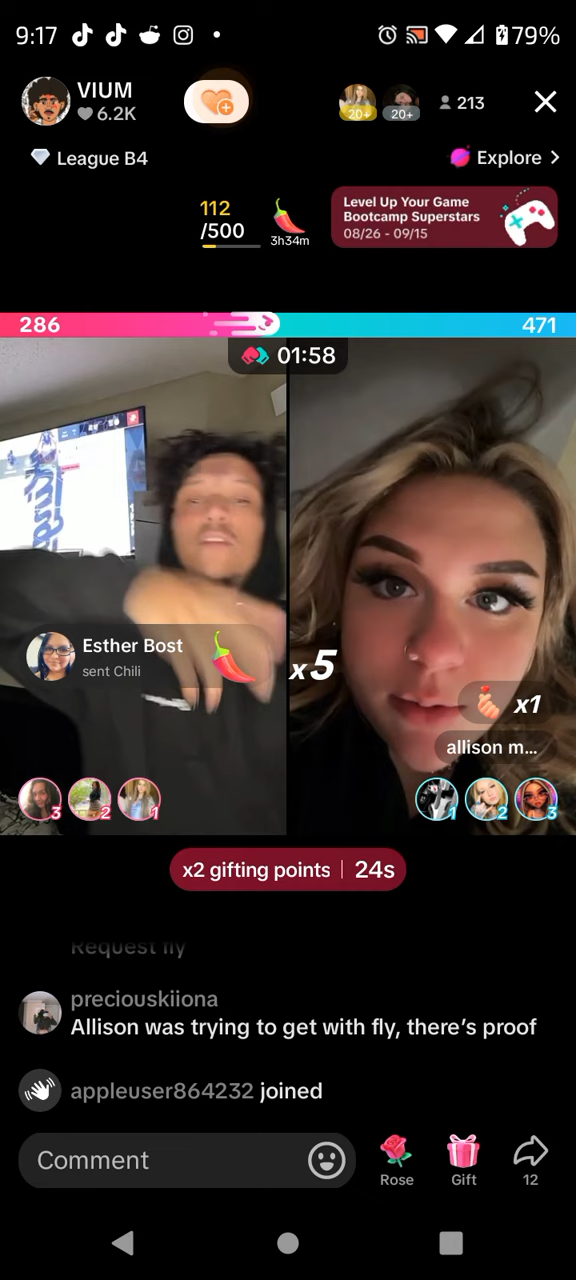 9:17
79%
VIUM
6.2K
20+
20+
213
League B4
Explore
112
/500
3h34m
Level Up Your Game
Bootcamp Superstars
08/26 - 09/15
286
471
01:58
Esther Bost
sent Chili
x5
x1
allison m...
3
2
1
1
2
3
x2 gifting points | 24s
Request fly
preciouskiiona
Allison was trying to get with fly, there's proof
appleuser864232 joined
Comment
Rose
Gift
12